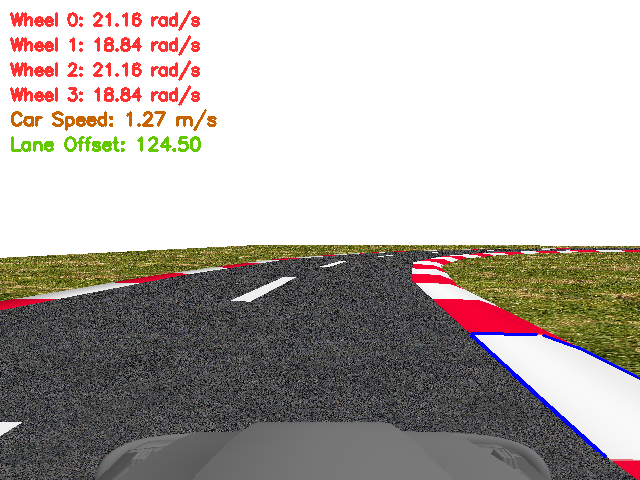 Wheel 0: 21.16 rad/s
Wheel 1: 18.84 rad/s
Wheel 2: 21.16 rad/s
Wheel 3: 18.84 rad/s
Car Speed: 1.27 m/s
Lane Offset: 124.50